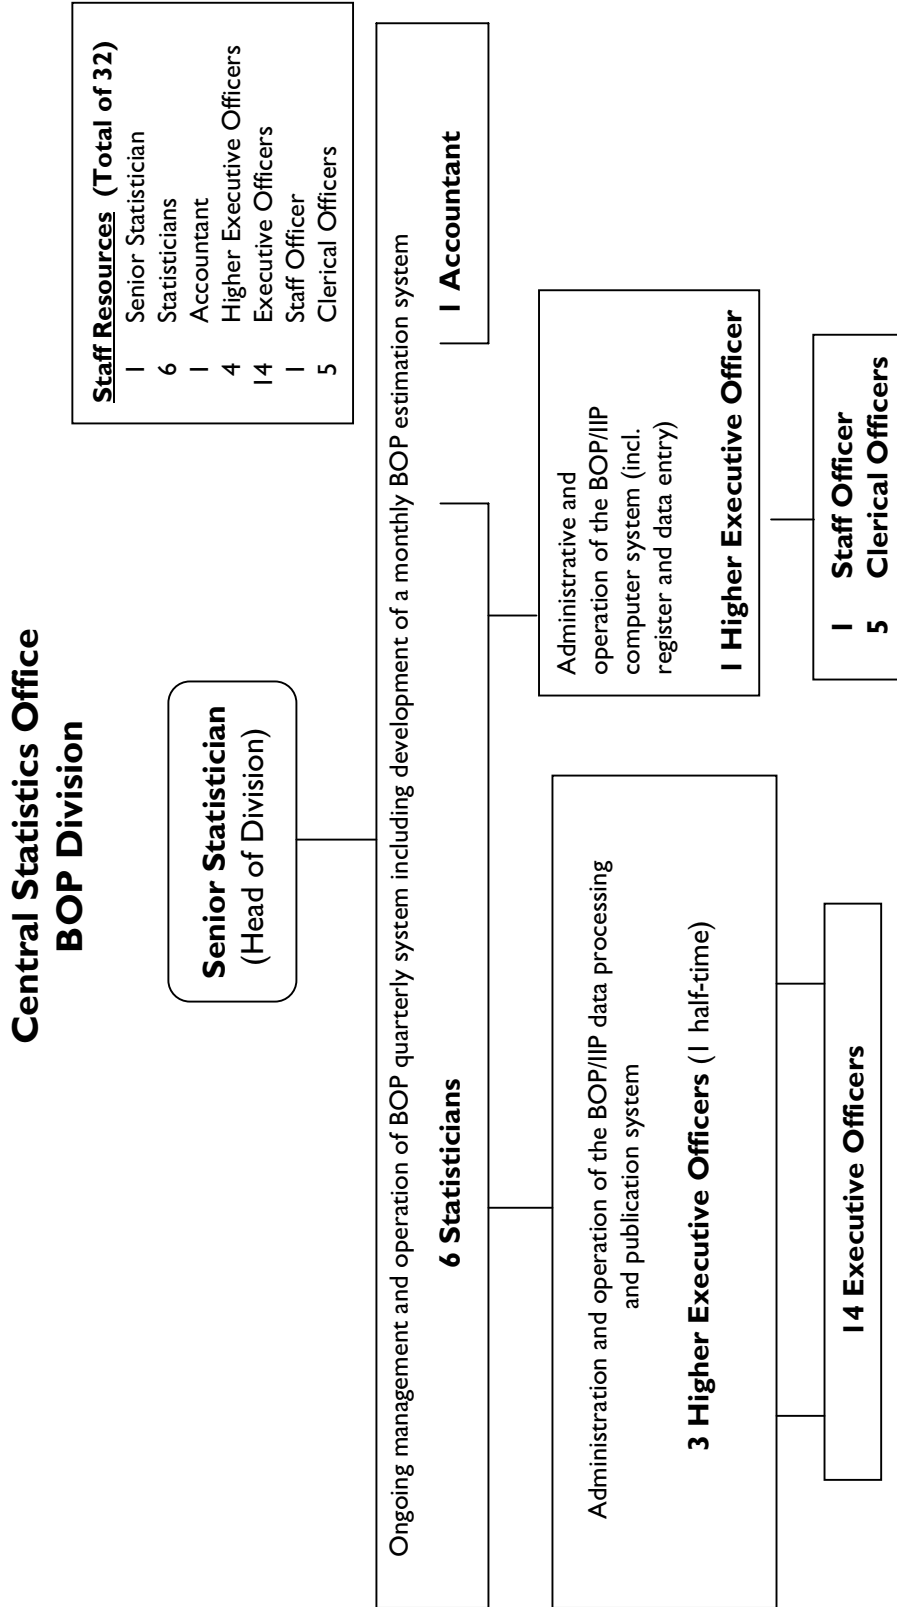 Central Statistics Office
BOP Division
Staff Resources (Total of 32)
1 Senior Statistician
6 Statisticians
1 Accountant
4 Higher Executive Officers
14 Executive Officers
1 Staff Officer
5 Clerical Officers
Senior Statistician
(Head of Division)
Ongoing management and operation of BOP quarterly system including development of a monthly BOP estimation system
6 Statisticians
1 Accountant
Administration and operation of the BOP/IIP data processing
and publication system
3 Higher Executive Officers (1 half-time)
Administrative and
operation of the BOP/IIP
computer system (incl.
register and data entry)
1 Higher Executive Officer
14 Executive Officers
1 Staff Officer
5 Clerical Officers